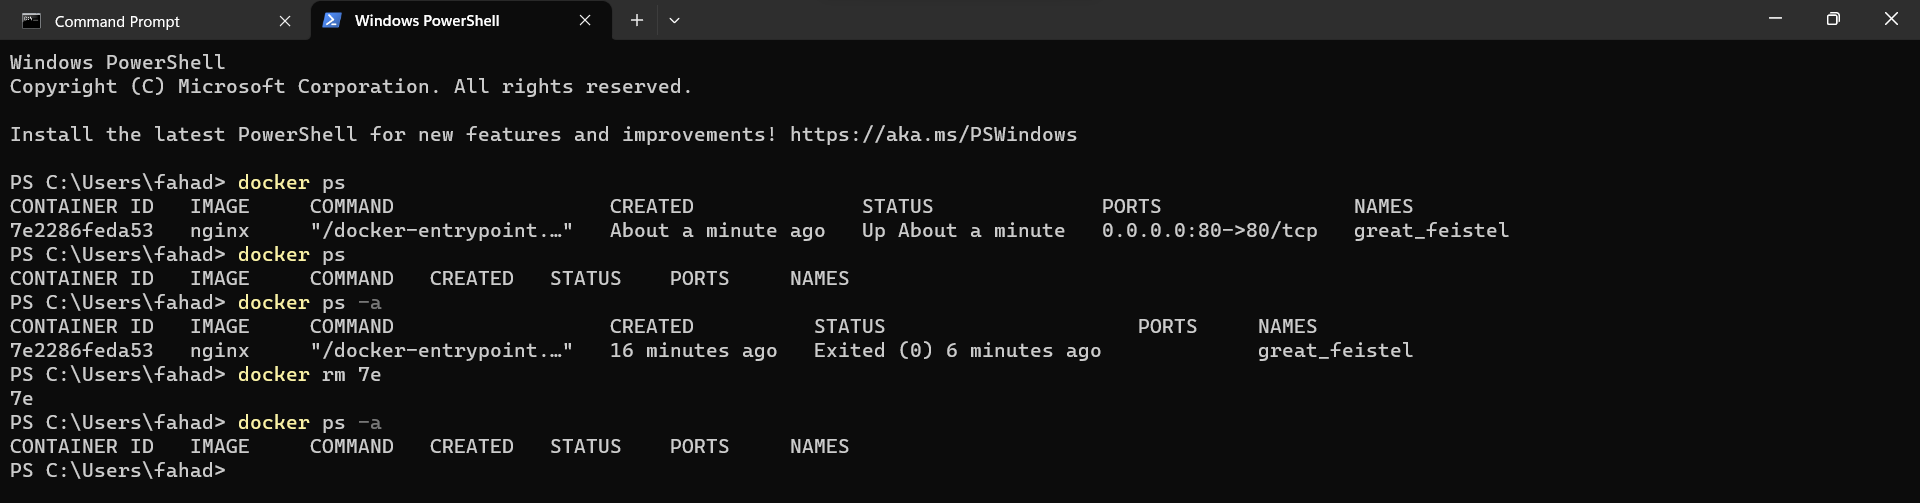 Command Prompt
Windows PowerShell
Windows PowerShell
Copyright (C) Microsoft Corporation. All rights reserved.
Install the latest PowerShell for new features and improvements! https://aka.ms/PSWindows
PS C:\Users\fahad> docker ps
CONTAINER ID   IMAGE     COMMAND                  CREATED              STATUS              PORTS                NAMES
7e2286feda53   nginx     "/docker-entrypoint.…"   About a minute ago   Up About a minute   0.0.0.0:80->80/tcp   great_feistel
PS C:\Users\fahad> docker ps
CONTAINER ID   IMAGE     COMMAND   CREATED   STATUS    PORTS     NAMES
PS C:\Users\fahad> docker ps -a
CONTAINER ID   IMAGE     COMMAND                  CREATED          STATUS                     PORTS     NAMES
7e2286feda53   nginx     "/docker-entrypoint.…"   16 minutes ago   Exited (0) 6 minutes ago             great_feistel
PS C:\Users\fahad> docker rm 7e
7e
PS C:\Users\fahad> docker ps -a
CONTAINER ID   IMAGE     COMMAND   CREATED   STATUS    PORTS     NAMES
PS C:\Users\fahad>